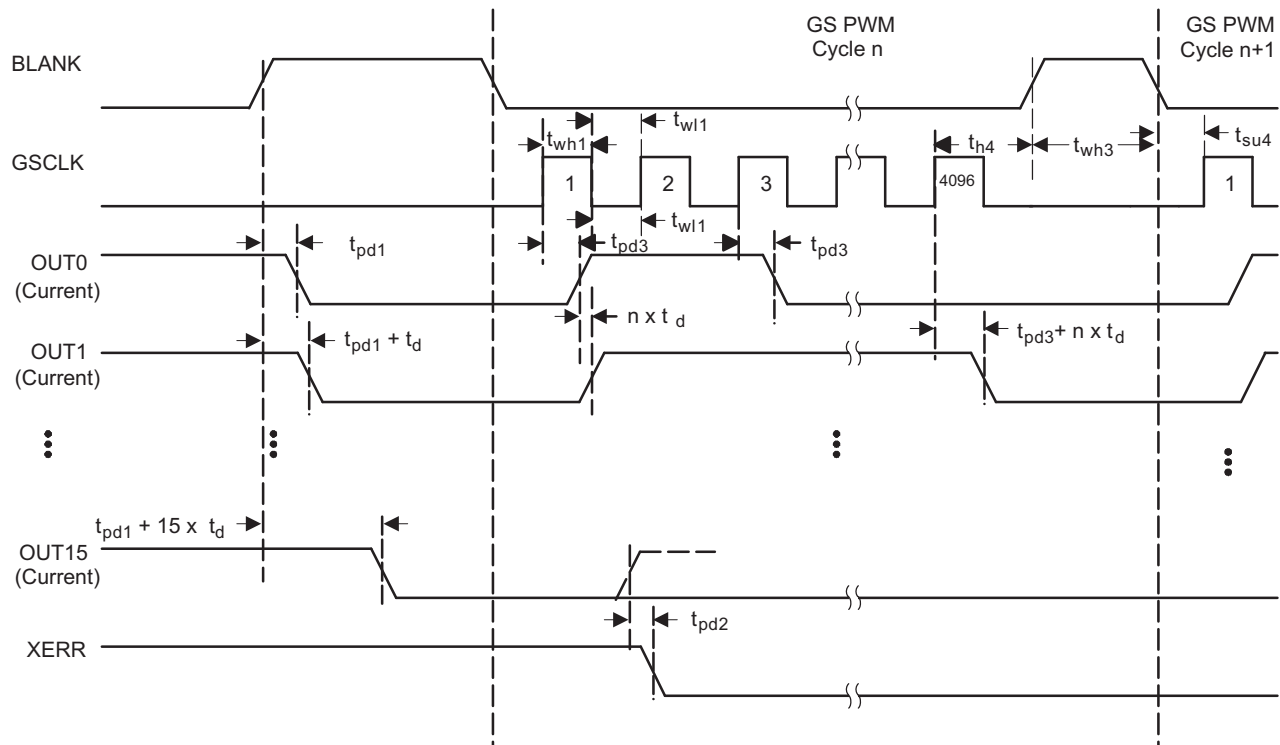 GS PWM
Cycle n
GS PWM
Cycle n+1
BLANK
t_wh1
t_wl1
t_h4
t_wh3
t_su4
GSCLK
1
2
3
4096
1
t_wl1
t_pd1
t_pd3
t_pd3
OUT0
(Current)
n x t_d
t_pd1 + t_d
t_pd3+ n x t_d
OUT1
(Current)
t_pd1 + 15 x t_d
OUT15
(Current)
t_pd2
XERR